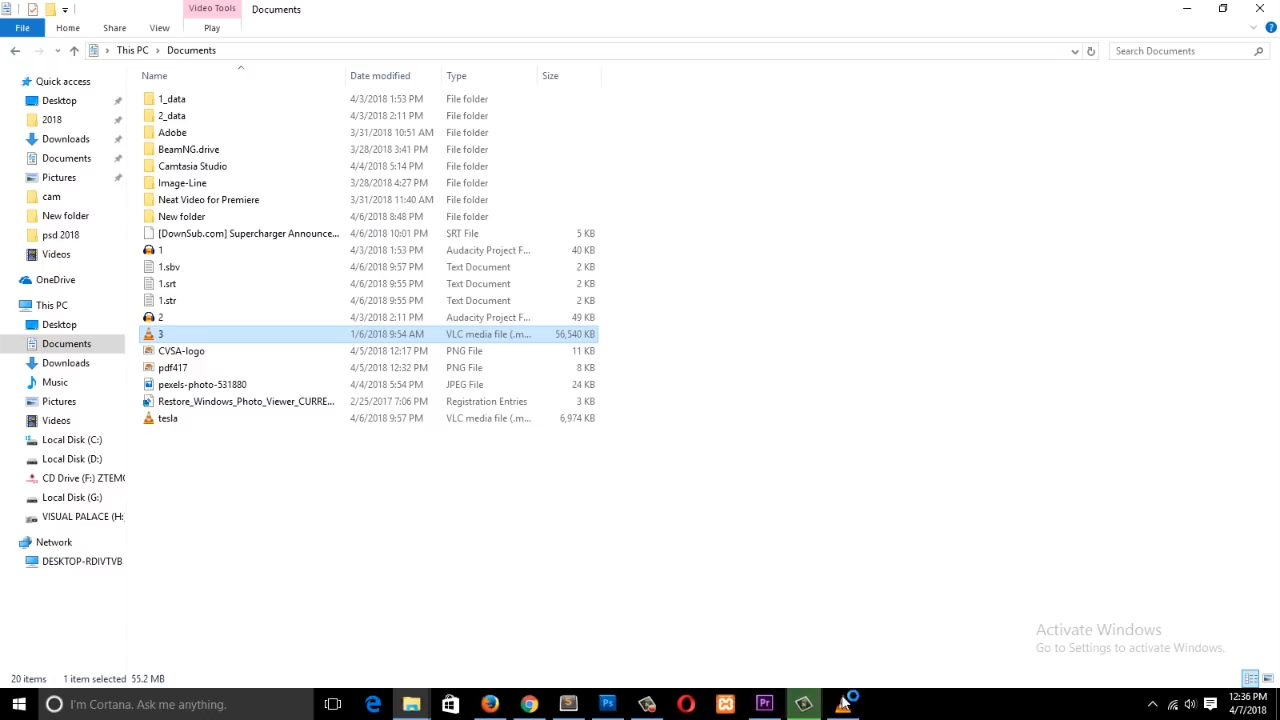 Video Tools
Documents
File
Home
Share
View
Play
This PC
Documents
Search Documents
Name
Date modified
Type
Size
Quick access
Desktop
2018
Downloads
Documents
Pictures
cam
New folder
psd 2018
Videos
OneDrive
This PC
Desktop
Documents
Downloads
Music
Pictures
Videos
Local Disk (C:)
Local Disk (D:)
CD Drive (F:) ZTEMO
Local Disk (G:)
VISUAL PALACE (H:
Network
DESKTOP-RDIVTVB
1_data 4/3/2018 1:53 PM File folder
2_data 4/3/2018 2:11 PM File folder
Adobe 3/31/2018 10:51 AM File folder
BeamNG.drive 3/28/2018 3:41 PM File folder
Camtasia Studio 4/4/2018 5:14 PM File folder
Image-Line 3/28/2018 4:27 PM File folder
Neat Video for Premiere 3/31/2018 11:40 AM File folder
New folder 4/6/2018 8:48 PM File folder
[DownSub.com] Supercharger Announce... 4/6/2018 10:01 PM SRT File 5 KB
1 4/3/2018 1:53 PM Audacity Project F... 40 KB
1.sbv 4/6/2018 9:57 PM Text Document 2 KB
1.srt 4/6/2018 9:55 PM Text Document 2 KB
1.str 4/6/2018 9:55 PM Text Document 2 KB
2 4/3/2018 2:11 PM Audacity Project F... 49 KB
3 1/6/2018 9:54 AM VLC media file (.m... 56,540 KB
CVSA-logo 4/5/2018 12:17 PM PNG File 11 KB
pdf417 4/5/2018 12:32 PM PNG File 8 KB
pexels-photo-531880 4/4/2018 5:54 PM JPEG File 24 KB
Restore_Windows_Photo_Viewer_CURRE... 2/25/2017 7:06 PM Registration Entries 3 KB
tesla 4/6/2018 9:57 PM VLC media file (.m... 6,974 KB
Activate Windows
Go to Settings to activate Windows.
20 items 1 item selected 55.2 MB
I'm Cortana. Ask me anything.
Ps
Pr
12:36 PM
4/7/2018